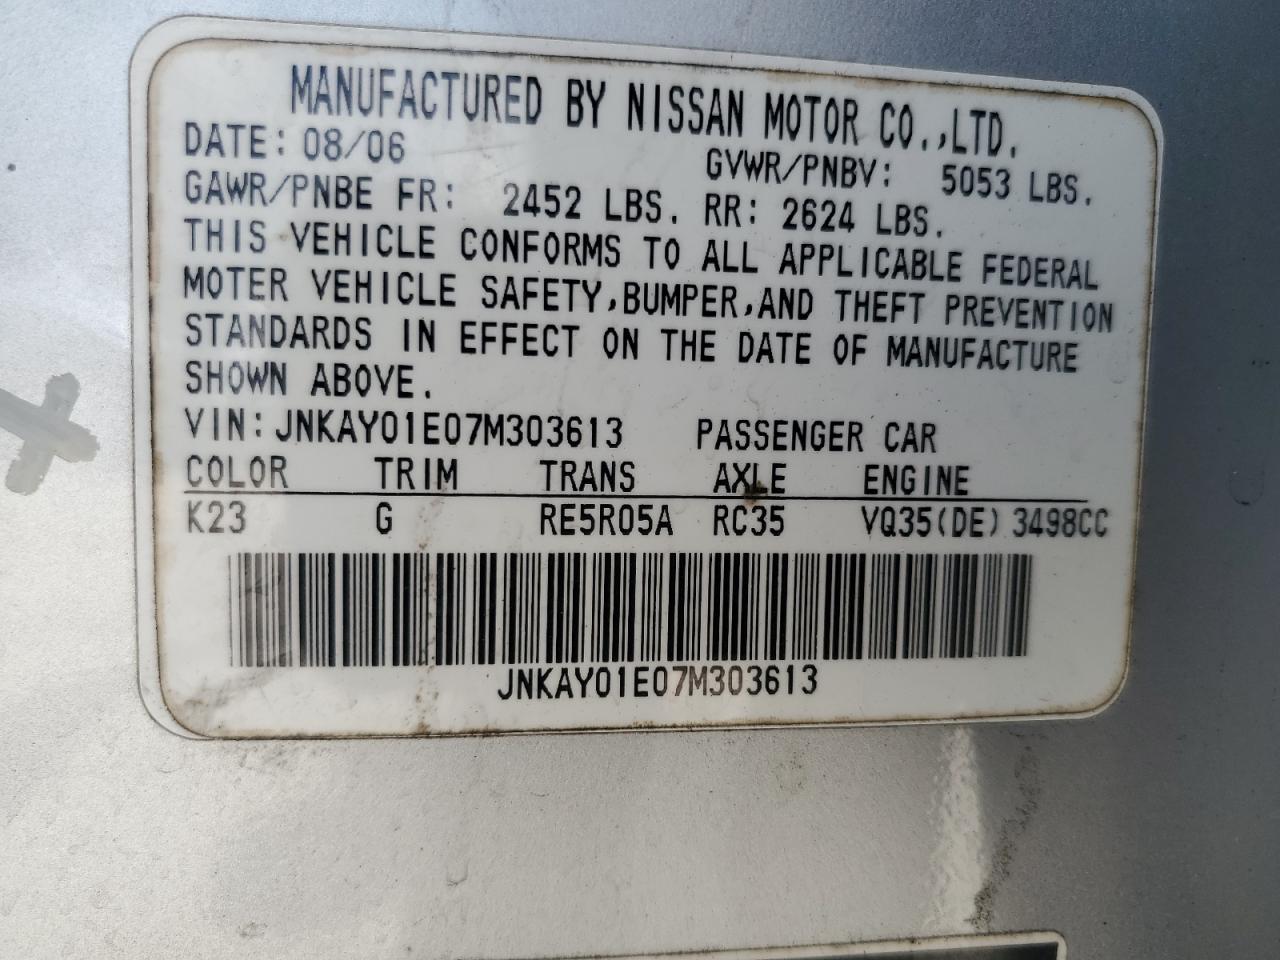 MANUFACTURED BY NISSAN MOTOR CO.,LTD.
DATE: 08/06 GVWR/PNBV: 5053 LBS.
GAWR/PNBE FR: 2452 LBS. RR: 2624 LBS.
THIS VEHICLE CONFORMS TO ALL APPLICABLE FEDERAL
MOTER VEHICLE SAFETY,BUMPER,AND THEFT PREVENTION
STANDARDS IN EFFECT ON THE DATE OF MANUFACTURE
SHOWN ABOVE.
VIN: JNKAY01E07M303613 PASSENGER CAR
COLOR TRIM TRANS AXLE ENGINE
K23 G RE5R05A RC35 VQ35(DE) 3498CC
JNKAY01E07M303613